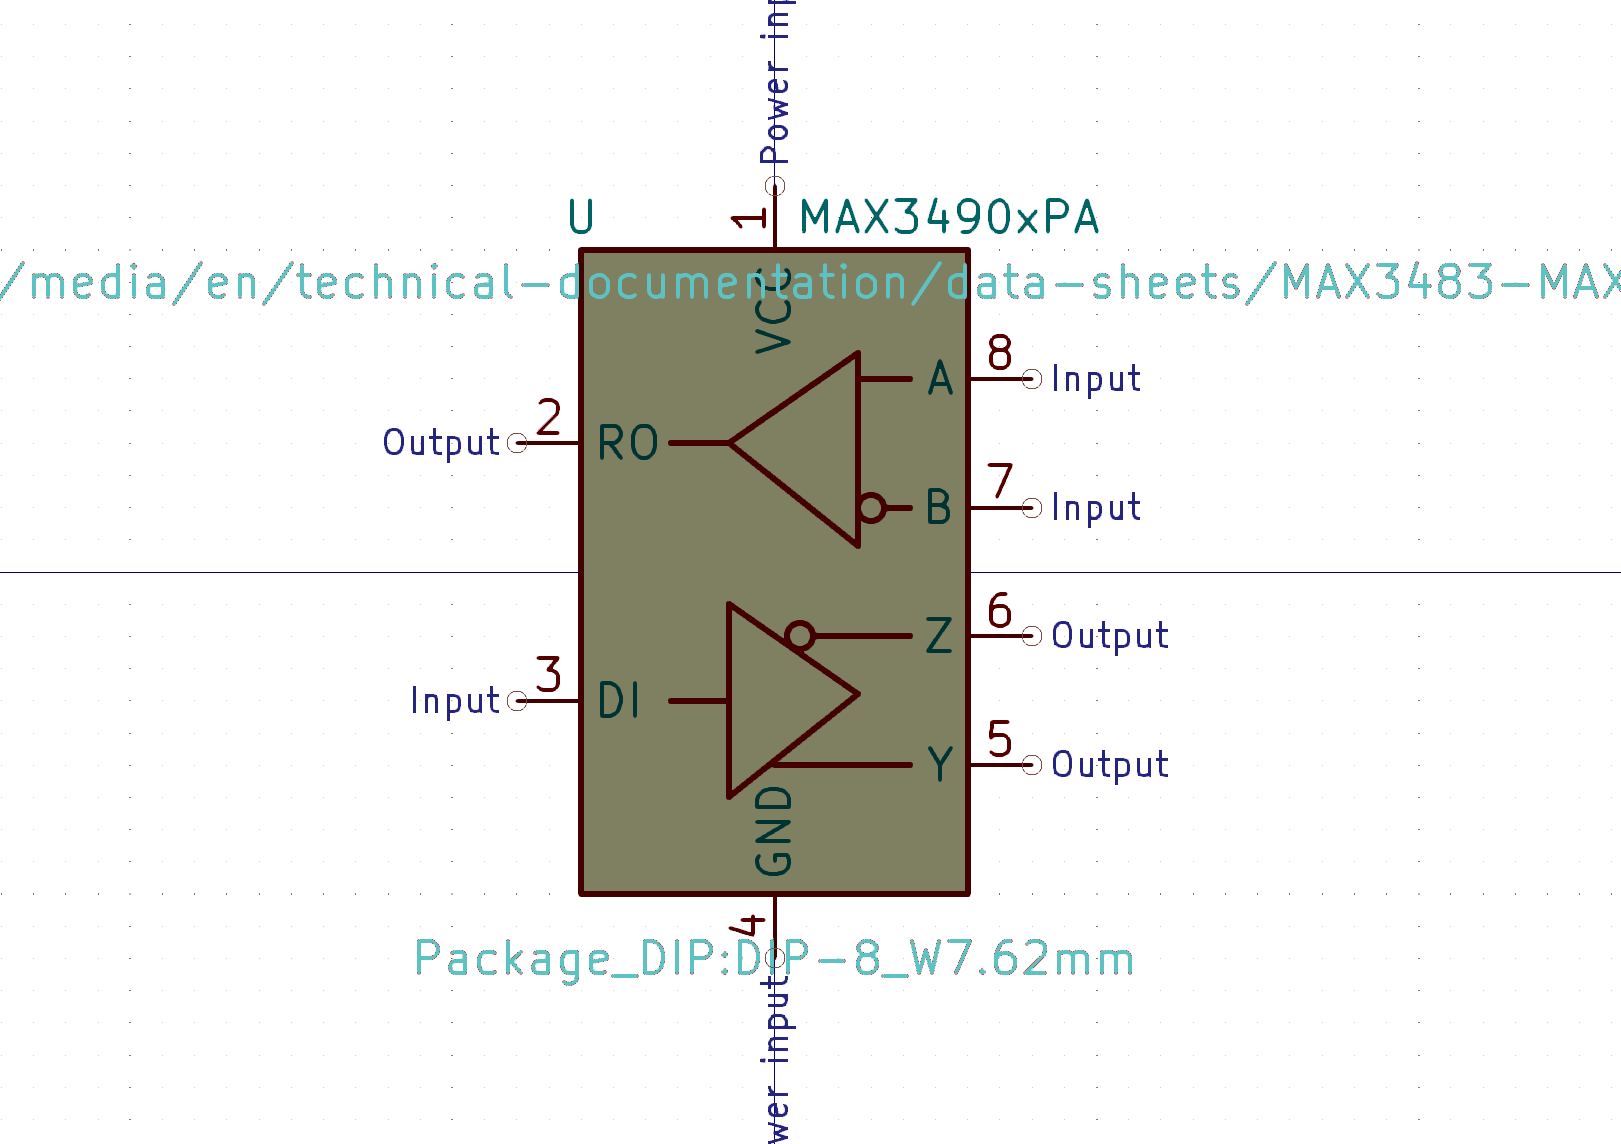 Power inp
1
U
MAX3490xPA
/media/en/technical-documentation/data-sheets/MAX3483-MAX
VCC
A
8
Input
Output
2
RO
B
7
Input
Z
6
Output
Input
3
DI
Y
5
Output
GND
4
Package_DIP:DIP-8_W7.62mm
wer input